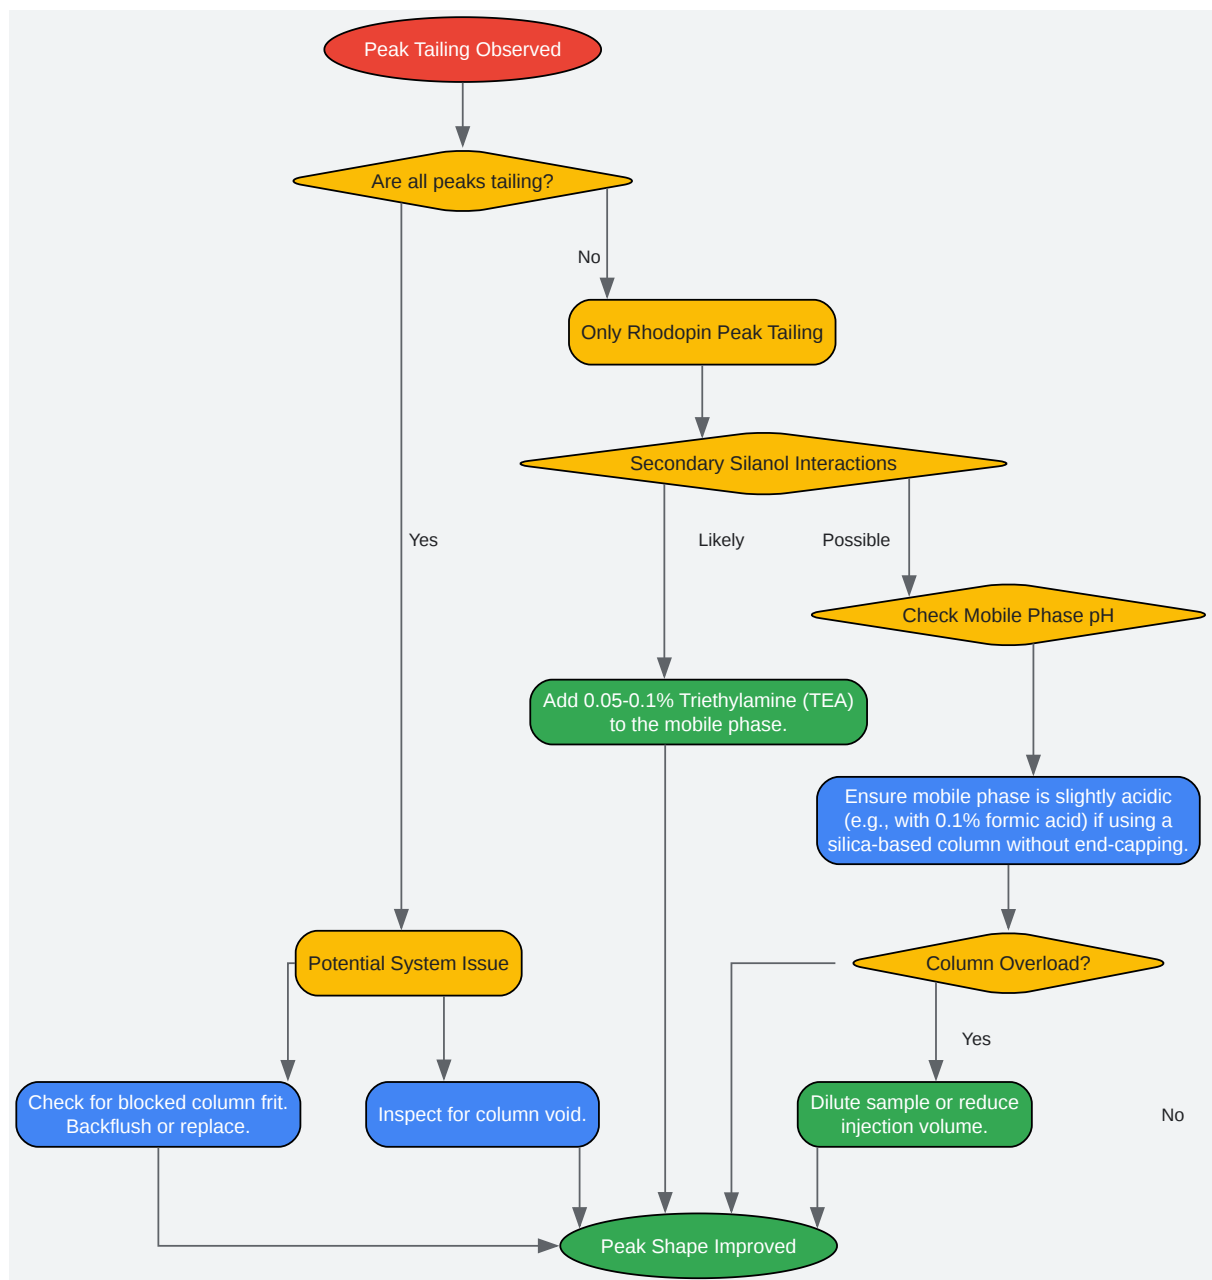 Peak Tailing Observed
Are all peaks tailing?
No
Only Rhodopin Peak Tailing
Secondary Silanol Interactions
Yes
Likely
Possible
Check Mobile Phase pH
Add 0.05-0.1% Triethylamine (TEA)
to the mobile phase.
Ensure mobile phase is slightly acidic
(e.g., with 0.1% formic acid) if using a
silica-based column without end-capping.
Potential System Issue
Column Overload?
Yes
Check for blocked column frit.
Backflush or replace.
Inspect for column void.
Dilute sample or reduce
injection volume.
No
Peak Shape Improved